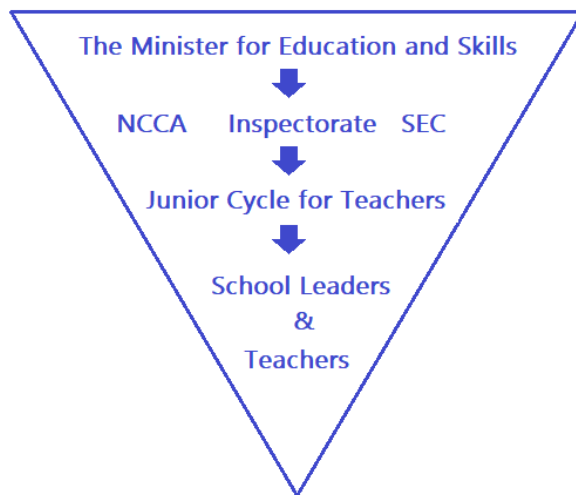 The Minister for Education and Skills
NCCA Inspectorate SEC
Junior Cycle for Teachers
School Leaders
&
Teachers